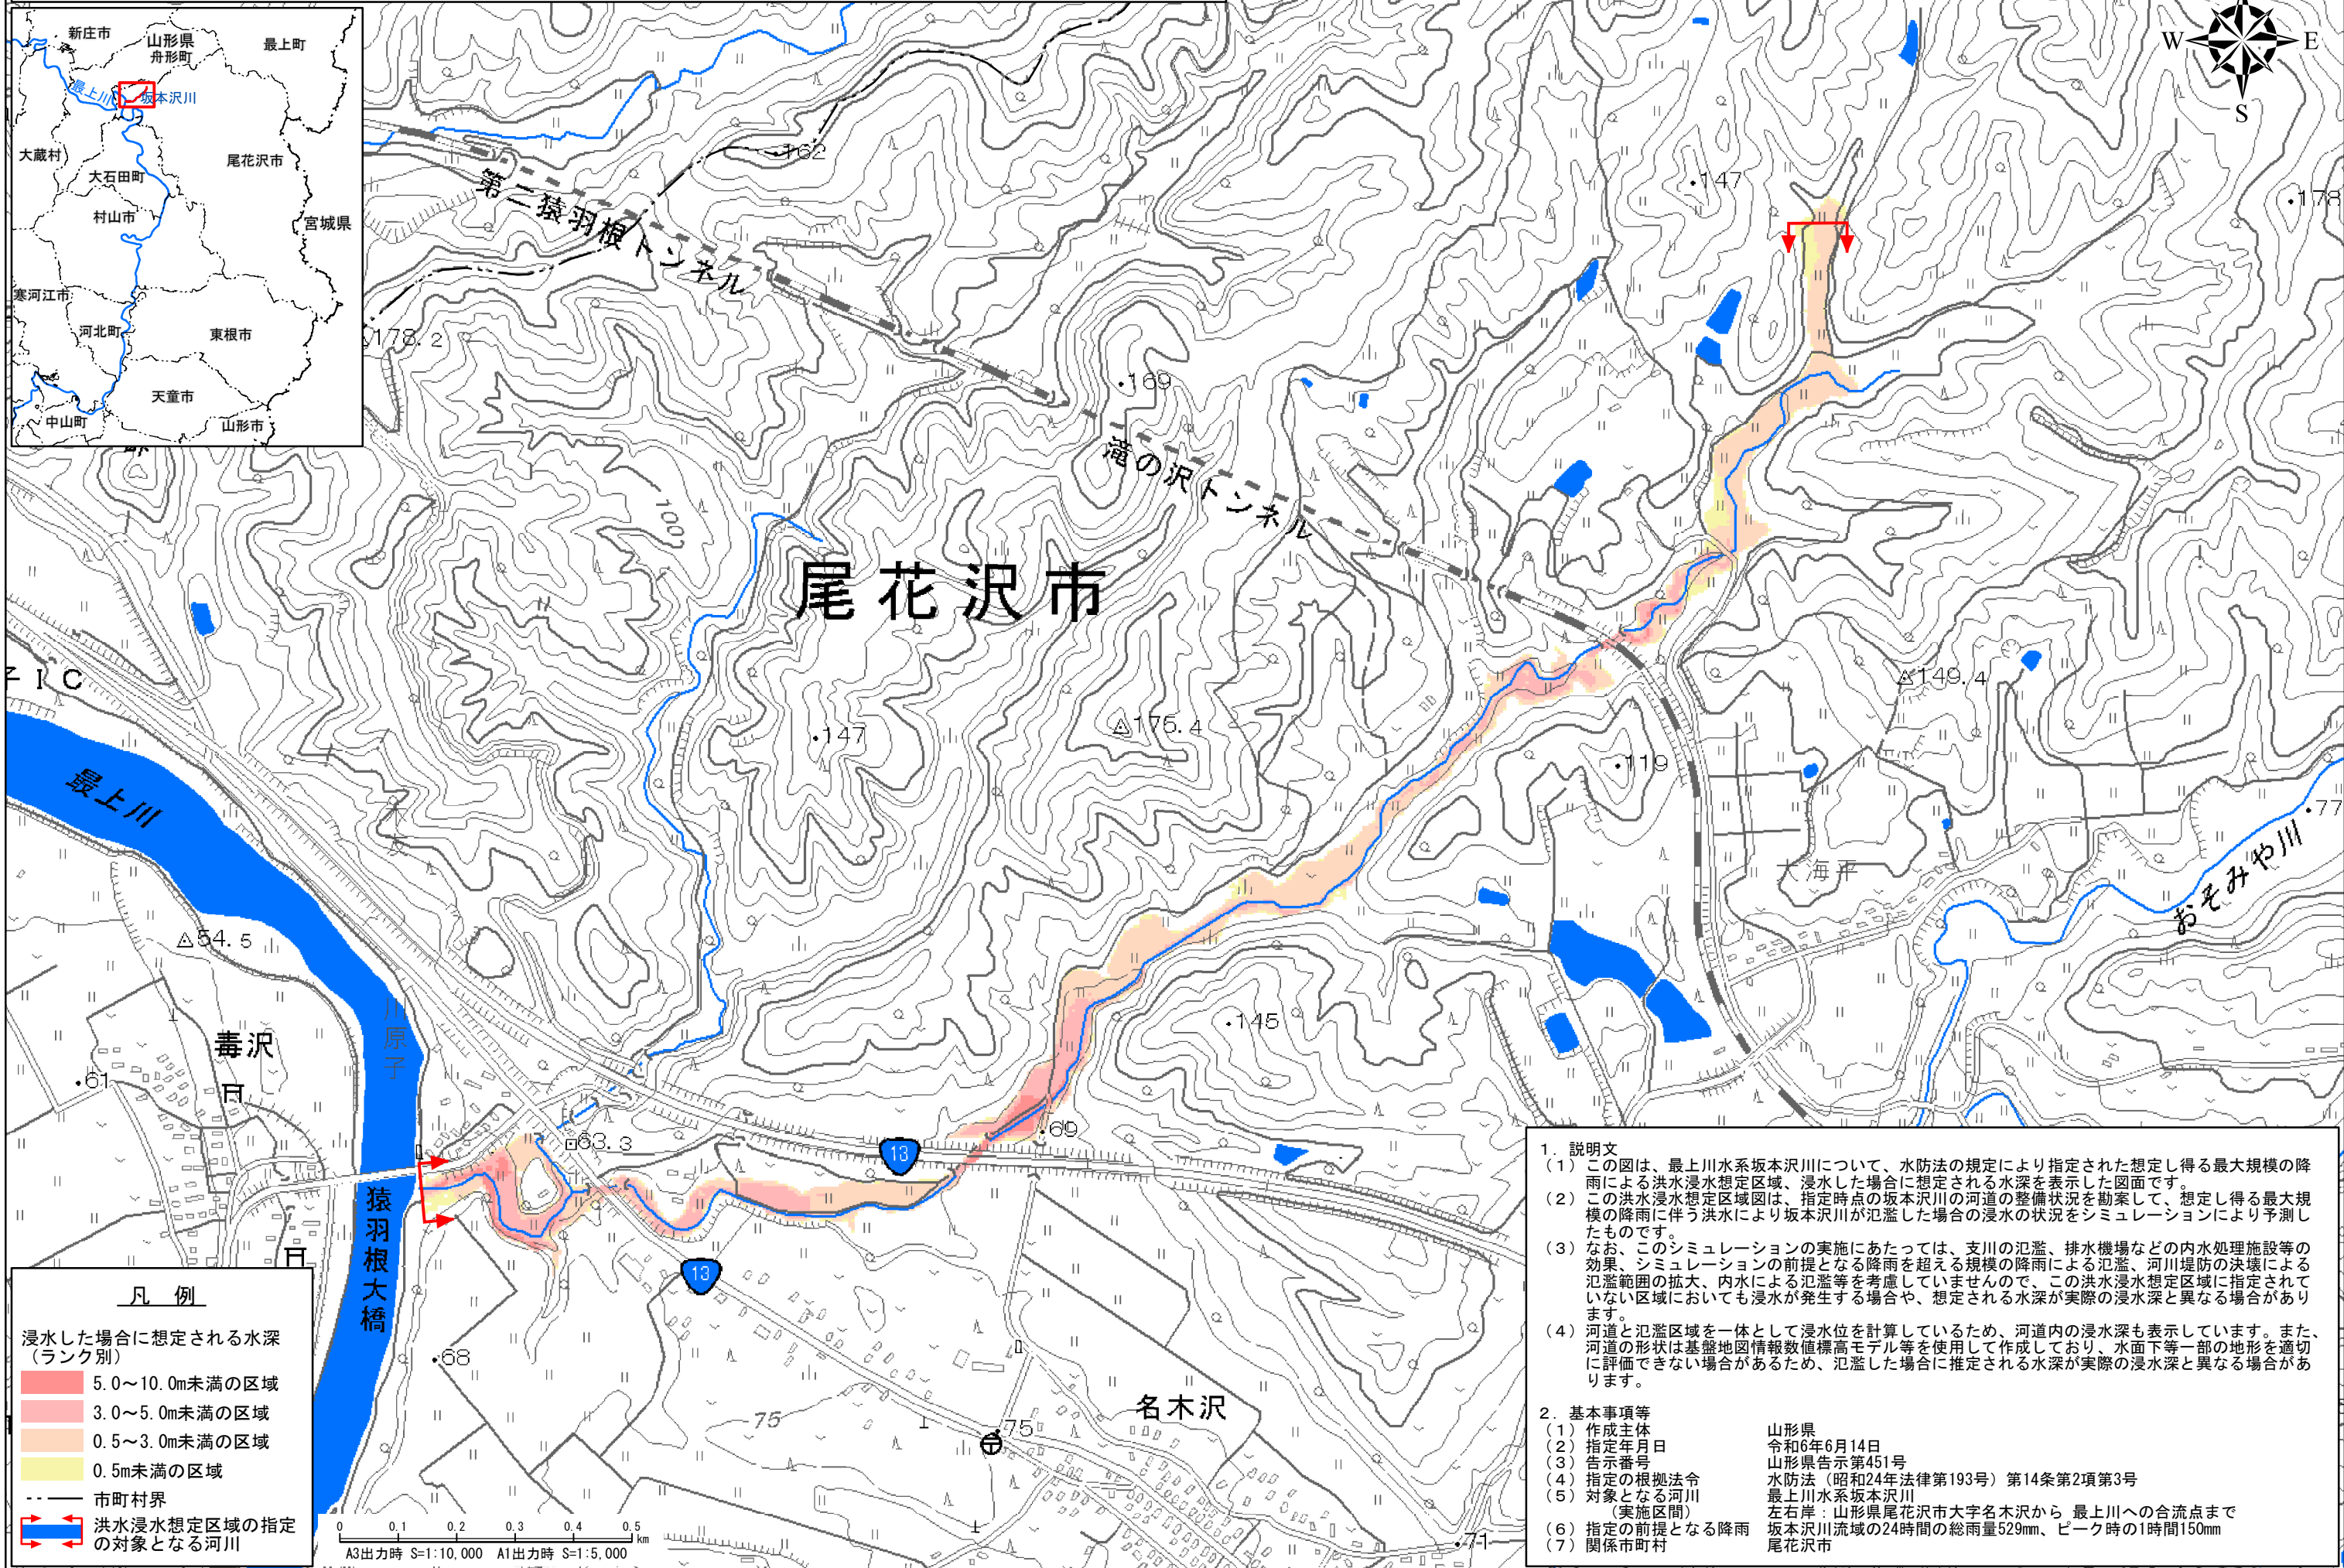 新庄市
山形県
舟形町
最上町
最上川
坂本沢川
大蔵村
尾花沢市
大石田町
村山市
宮城県
寒河江市
河北町
東根市
天童市
中山町
山形市
W E
S
162
第二猿羽根トンネル
147
178
178.2
169
滝の沢トンネル
100
尾花沢市
IC
149.4
147
175.4
119
最上川
77
大海平
おそみや川
54.5
川原子
145
毒沢
61
63.3
69
13
猿羽根大橋
13
68
名木沢
75
75
71
凡 例
浸水した場合に想定される水深
（ランク別）
5.0～10.0m未満の区域
3.0～5.0m未満の区域
0.5～3.0m未満の区域
0.5m未満の区域
市町村界
洪水浸水想定区域の指定
の対象となる河川
0 0.1 0.2 0.3 0.4 0.5
km
A3出力時 S=1:10,000 A1出力時 S=1:5,000
1．説明文
（1）この図は、最上川水系坂本沢川について、水防法の規定により指定された想定し得る最大規模の降
雨による洪水浸水想定区域、浸水した場合に想定される水深を表示した図面です。
（2）この洪水浸水想定区域図は、指定時点の坂本沢川の河道の整備状況を勘案して、想定し得る最大規
模の降雨に伴う洪水により坂本沢川が氾濫した場合の浸水の状況をシミュレーションにより予測し
たものです。
（3）なお、このシミュレーションの実施にあたっては、支川の氾濫、排水機場などの内水処理施設等の
効果、シミュレーションの前提となる降雨を超える規模の降雨による氾濫、河川堤防の決壊による
氾濫範囲の拡大、内水による氾濫等を考慮していませんので、この洪水浸水想定区域に指定されて
いない区域においても浸水が発生する場合や、想定される水深が実際の浸水深と異なる場合があり
ます。
（4）河道と氾濫区域を一体として浸水位を計算しているため、河道内の浸水深も表示しています。また、
河道の形状は基盤地図情報数値標高モデル等を使用して作成しており、水面下等一部の地形を適切
に評価できない場合があるため、氾濫した場合に推定される水深が実際の浸水深と異なる場合があ
ります。
2．基本事項等
（1）作成主体 山形県
（2）指定年月日 令和6年6月14日
（3）告示番号 山形県告示第451号
（4）指定の根拠法令 水防法（昭和24年法律第193号）第14条第2項第3号
（5）対象となる河川 最上川水系坂本沢川
（実施区間） 左右岸：山形県尾花沢市大字名木沢から 最上川への合流点まで
（6）指定の前提となる降雨 坂本沢川流域の24時間の総雨量529mm、ピーク時の1時間150mm
（7）関係市町村 尾花沢市